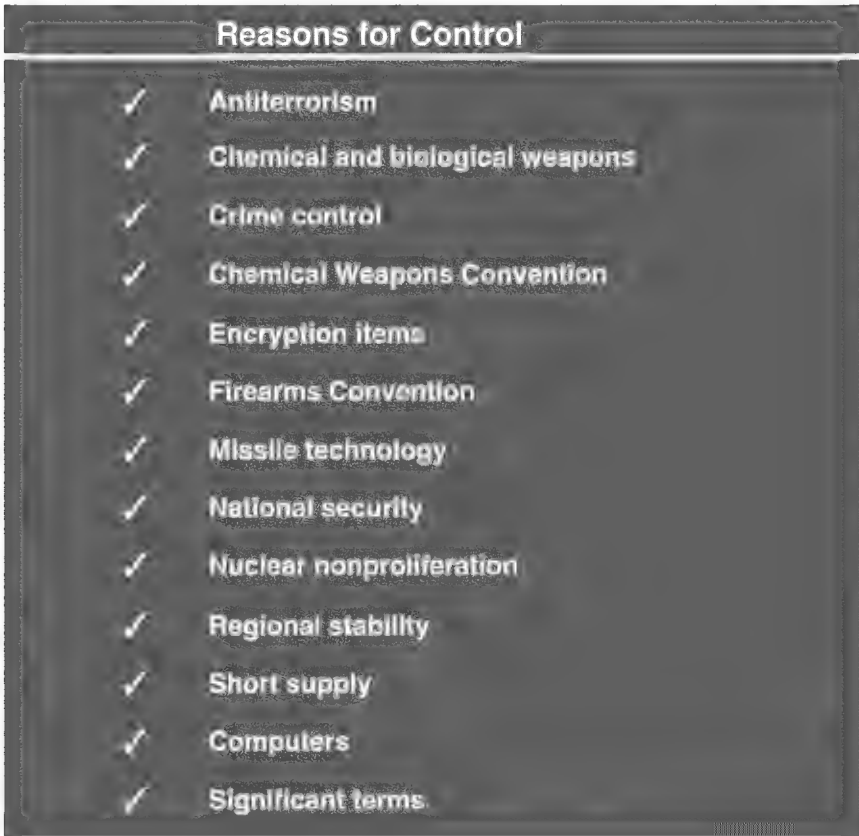 Reasons for Control
✓ Antiterrorism
✓ Chemical and biological weapons
✓ Crime control
✓ Chemical Weapons Convention
✓ Encryption items
✓ Firearms Convention
✓ Missile technology
✓ National security
✓ Nuclear nonproliferation
✓ Regional stability
✓ Short supply
✓ Computers
✓ Significant terms